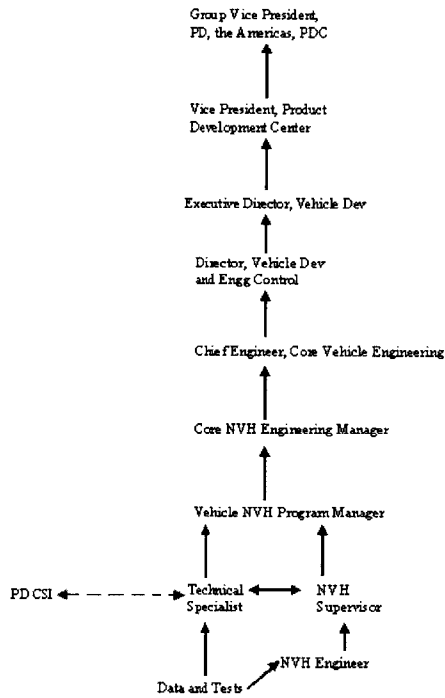 Group Vice President,
PD, the Americas, PDC
Vice President, Product
Development Center
Executive Director, Vehicle Dev
Director, Vehicle Dev
and Engg Control
Chief Engineer, Core Vehicle Engineering
Core NVH Engineering Manager
Vehicle NVH Program Manager
PD CSI
Technical
Specialist
NVH
Supervisor
NVH Engineer
Data and Tests